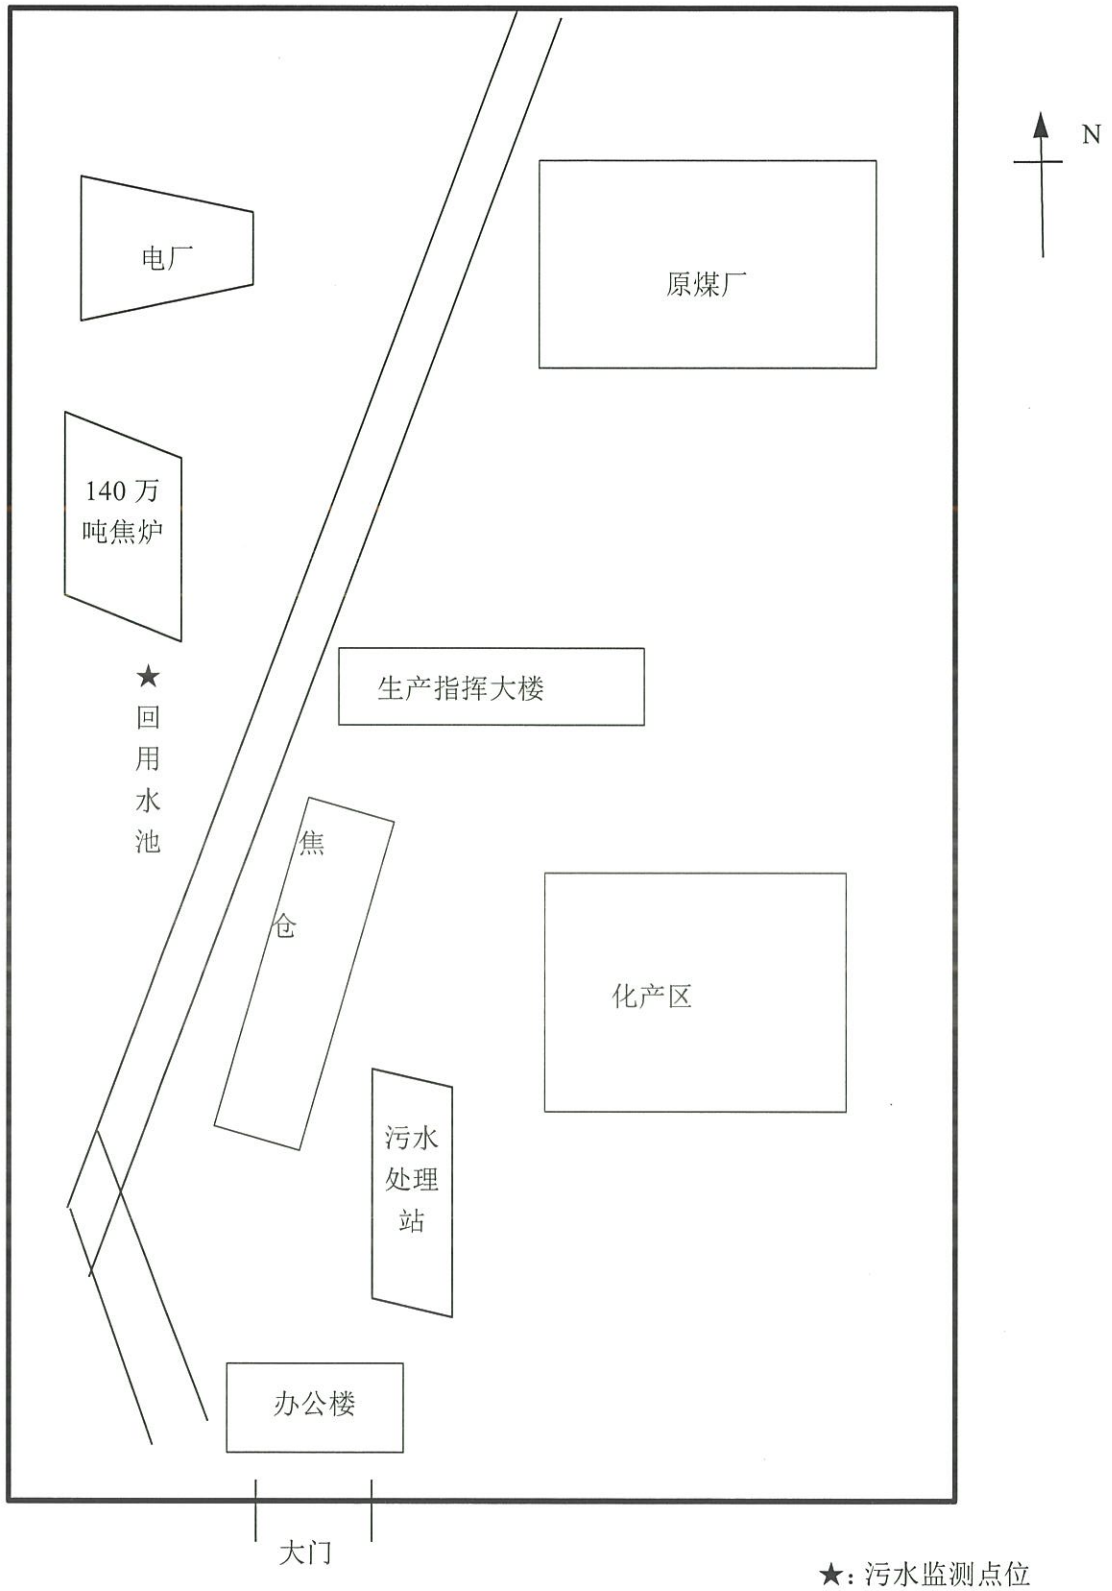 N
电厂
原煤厂
140 万
吨焦炉
生产指挥大楼
★
回
用
水
池
焦
仓
化产区
污水
处理
站
办公楼
大门
★: 污水监测点位